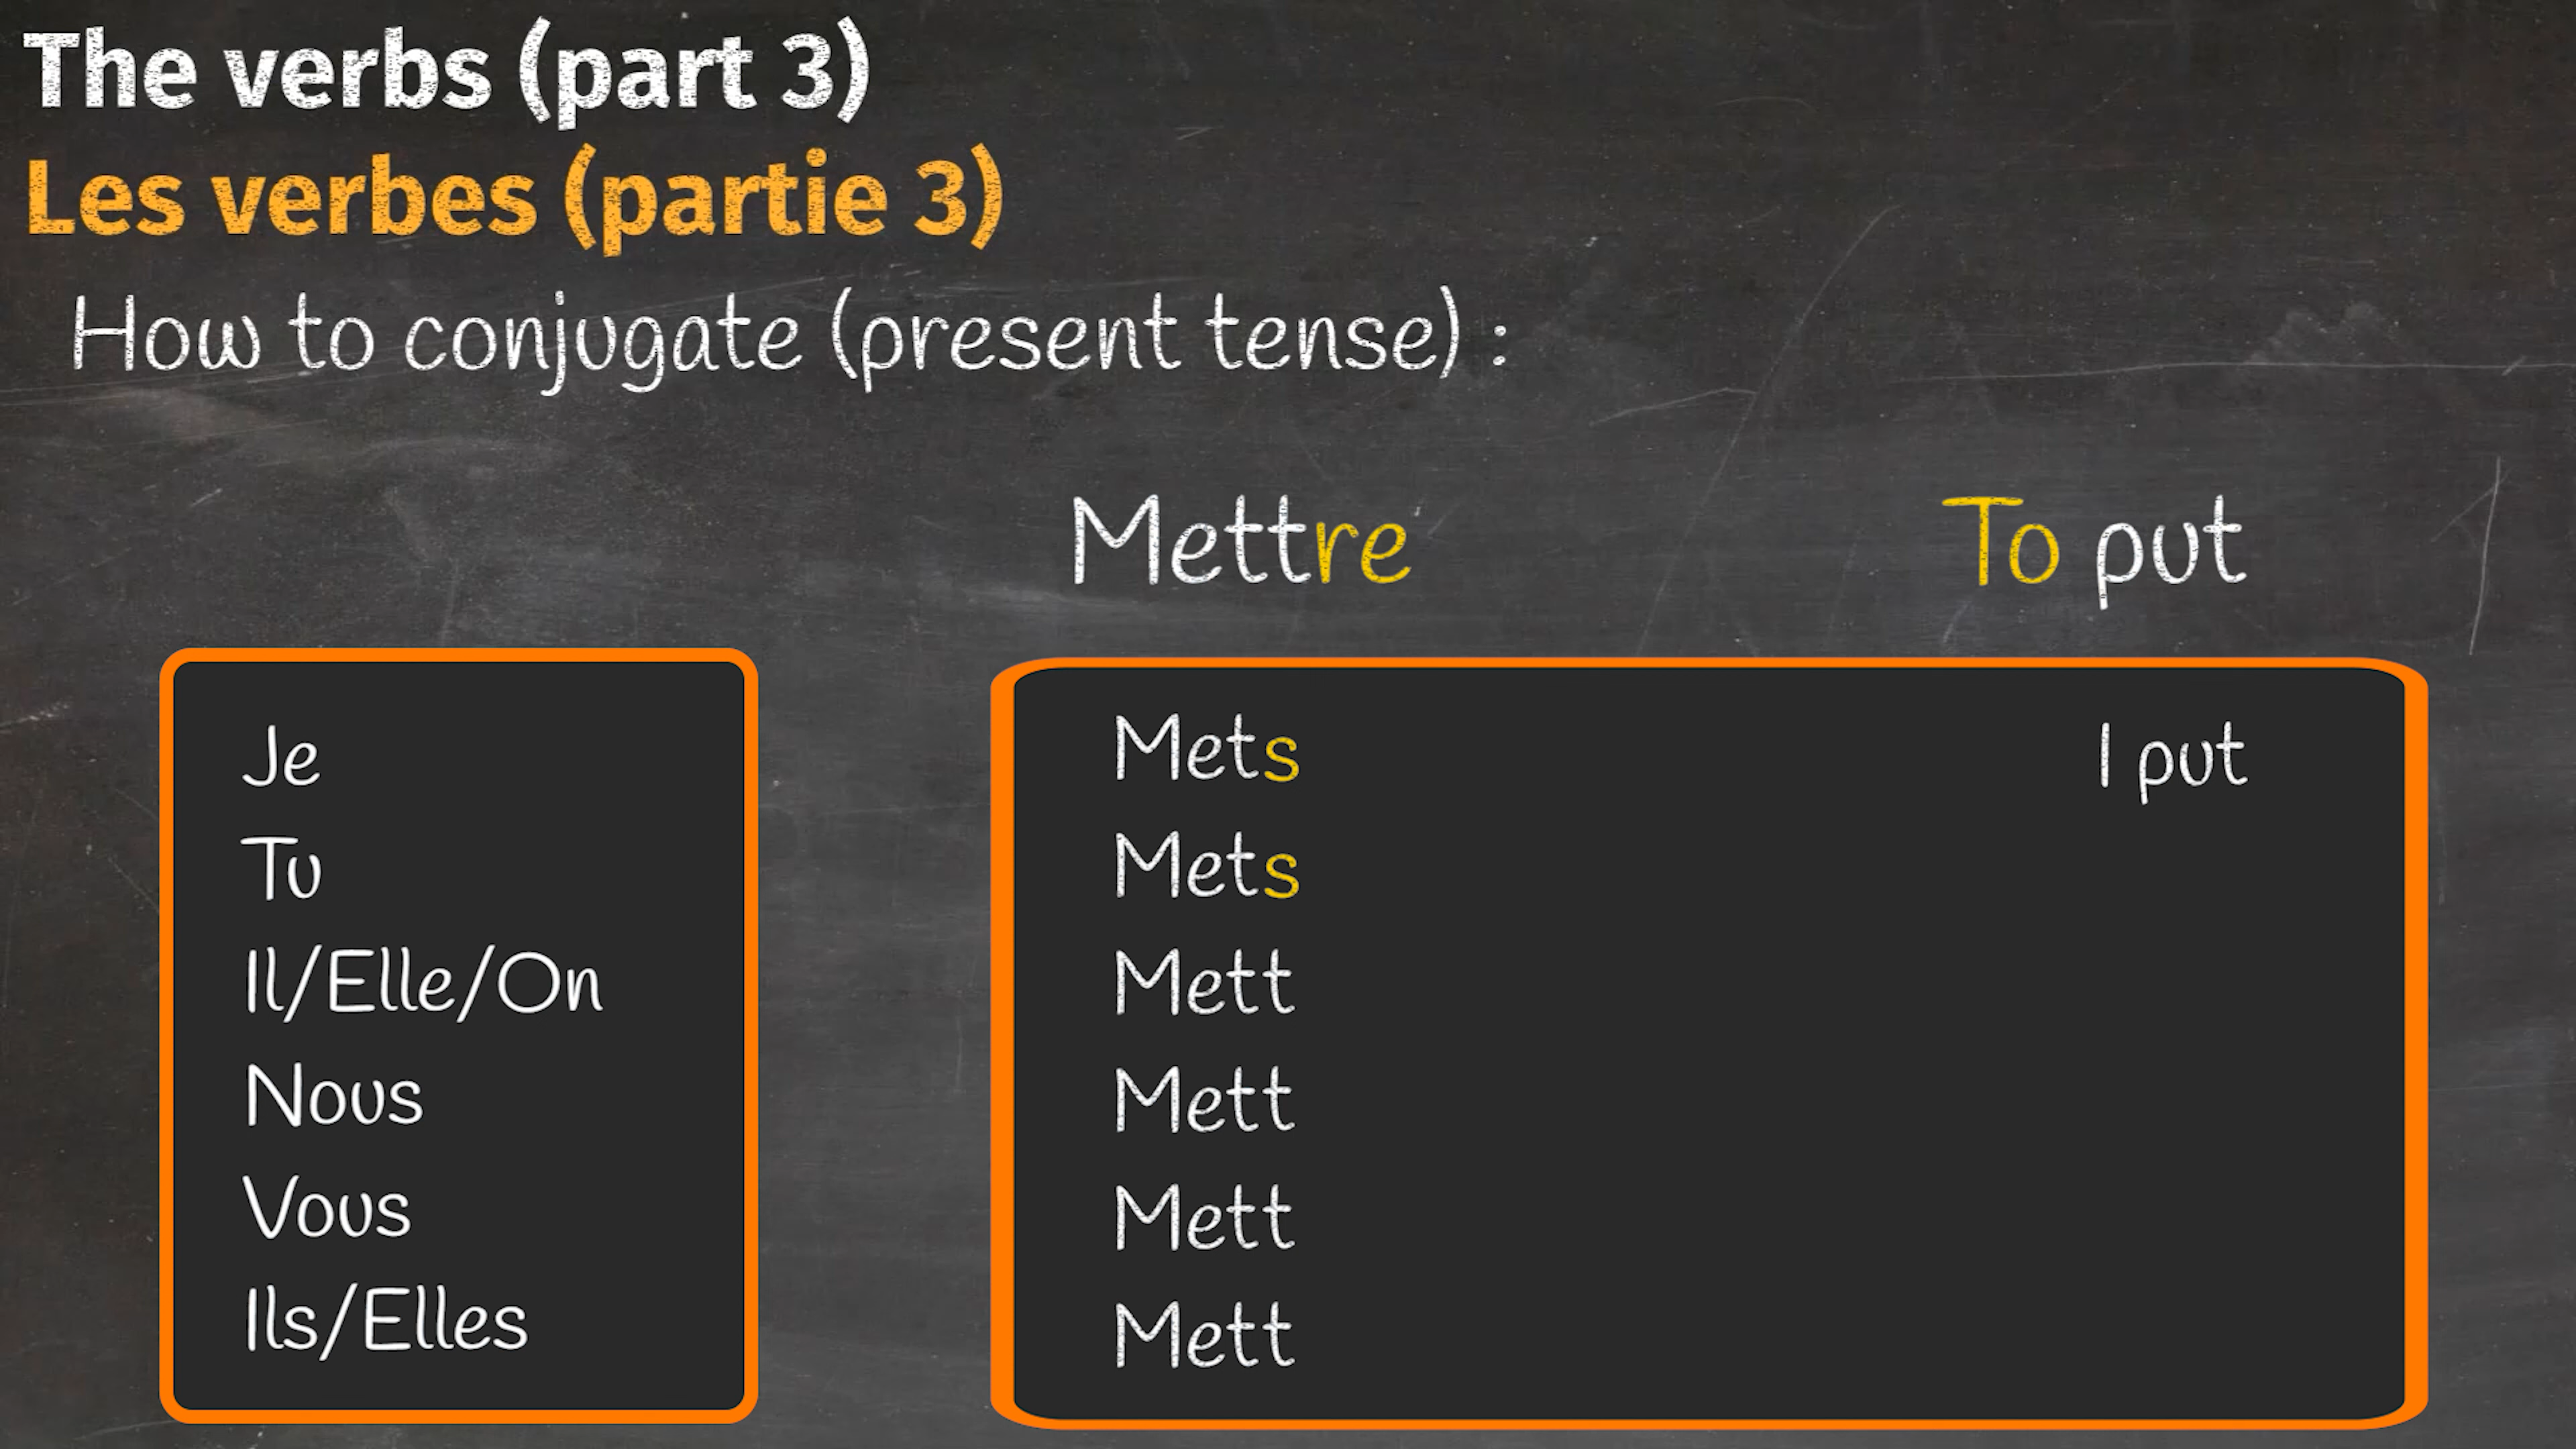 The verbs (part 3)
Les verbes (partie 3)
How to conjugate (present tense) :
Mettre To put
Je Mets I put
Tu Mets
Il/Elle/On Mett
Nous Mett
Vous Mett
Ils/Elles Mett